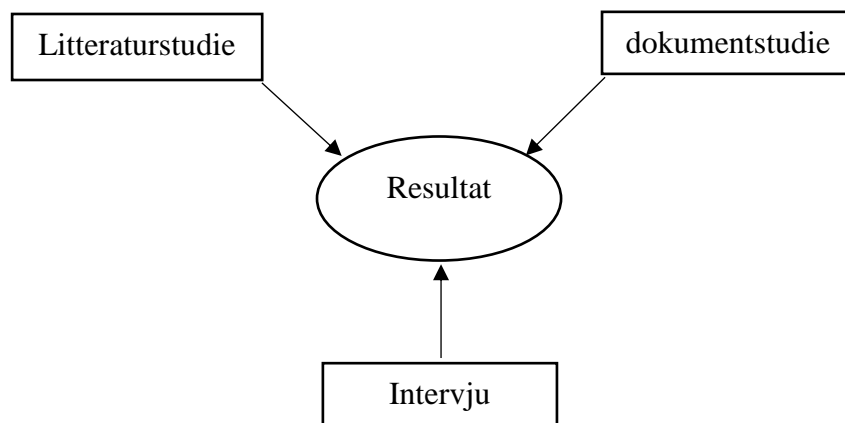 Litteraturstudie
dokumentstudie
Resultat
Intervju